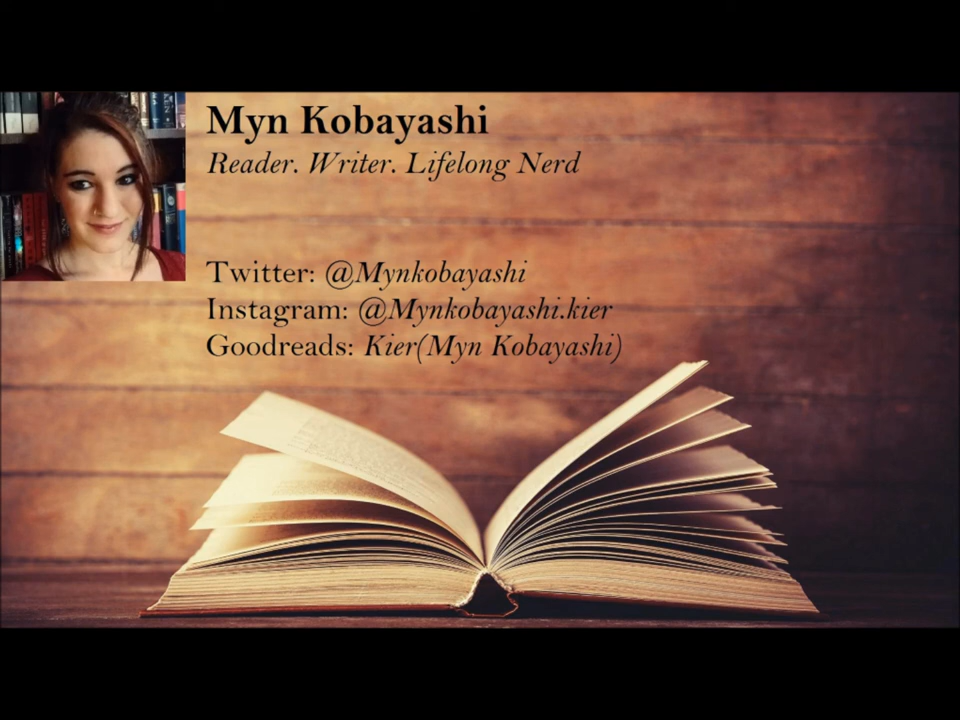 Myn Kobayashi
Reader. Writer. Lifelong Nerd
Twitter: @Mynkobayashi
Instagram: @Mynkobayashi.kier
Goodreads: Kier(Myn Kobayashi)